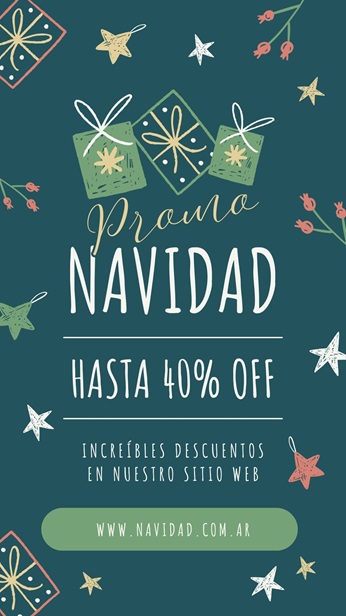 Promo
NAVIDAD
HASTA 40% OFF
INCREÍBLES DESCUENTOS
EN NUESTRO SITIO WEB
WWW.NAVIDAD.COM.AR